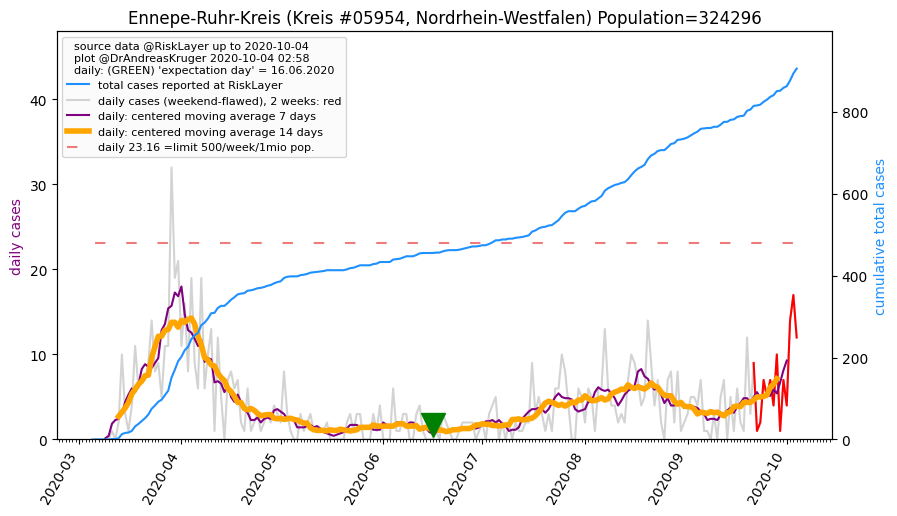 Ennepe-Ruhr-Kreis (Kreis #05954, Nordrhein-Westfalen) Population=324296
source data @RiskLayer up to 2020-10-04
plot @DrAndreasKruger 2020-10-04 02:58
daily: (GREEN) 'expectation day' = 16.06.2020
total cases reported at RiskLayer
daily cases (weekend-flawed), 2 weeks: red
daily: centered moving average 7 days
daily: centered moving average 14 days
daily 23.16 =limit 500/week/1mio pop.
daily cases
40
30
20
10
0
cumulative total cases
800
600
400
200
0
2020-03
2020-04
2020-05
2020-06
2020-07
2020-08
2020-09
2020-10